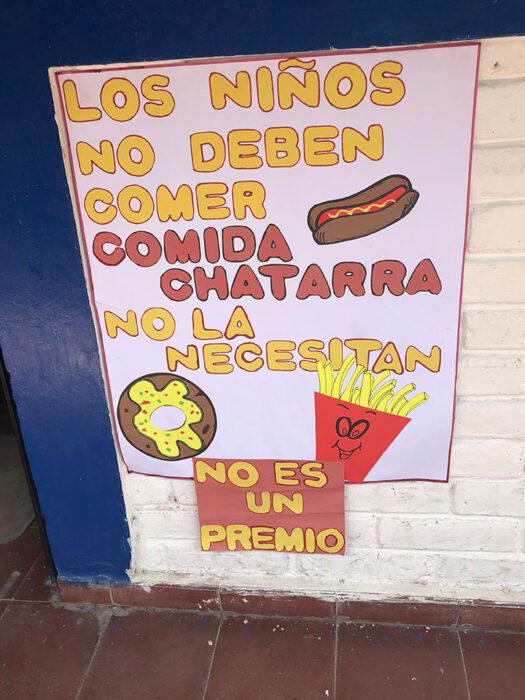 LOS NIÑOS
NO DEBEN
COMER
COMIDA
CHATARRA
NO LA
NECESITAN
NO ES
UN
PREMIO